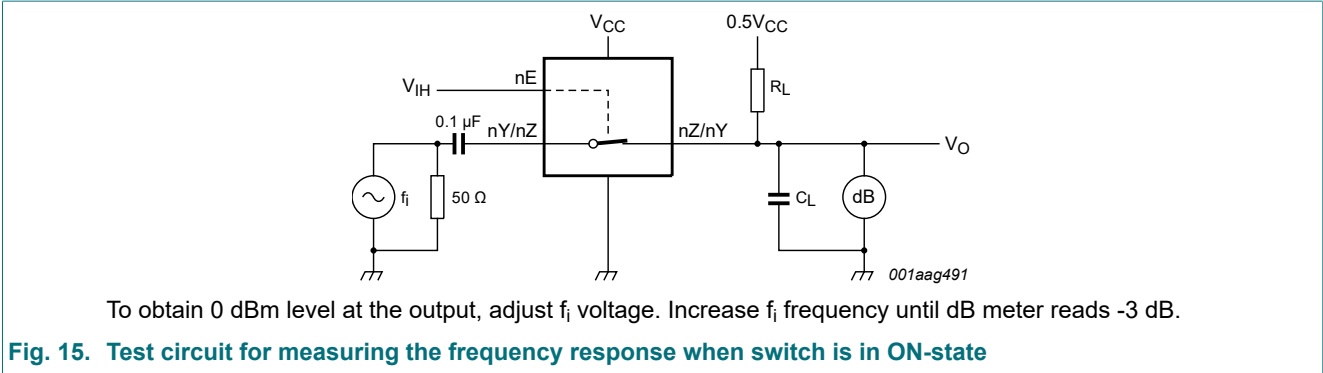 VCC
0.5VCC
nE
VIH
RL
0.1 µF
nY/nZ
nZ/nY
VO
fi
50 Ω
CL
dB
001aag491
To obtain 0 dBm level at the output, adjust fi voltage. Increase fi frequency until dB meter reads -3 dB.
Fig. 15. Test circuit for measuring the frequency response when switch is in ON-state